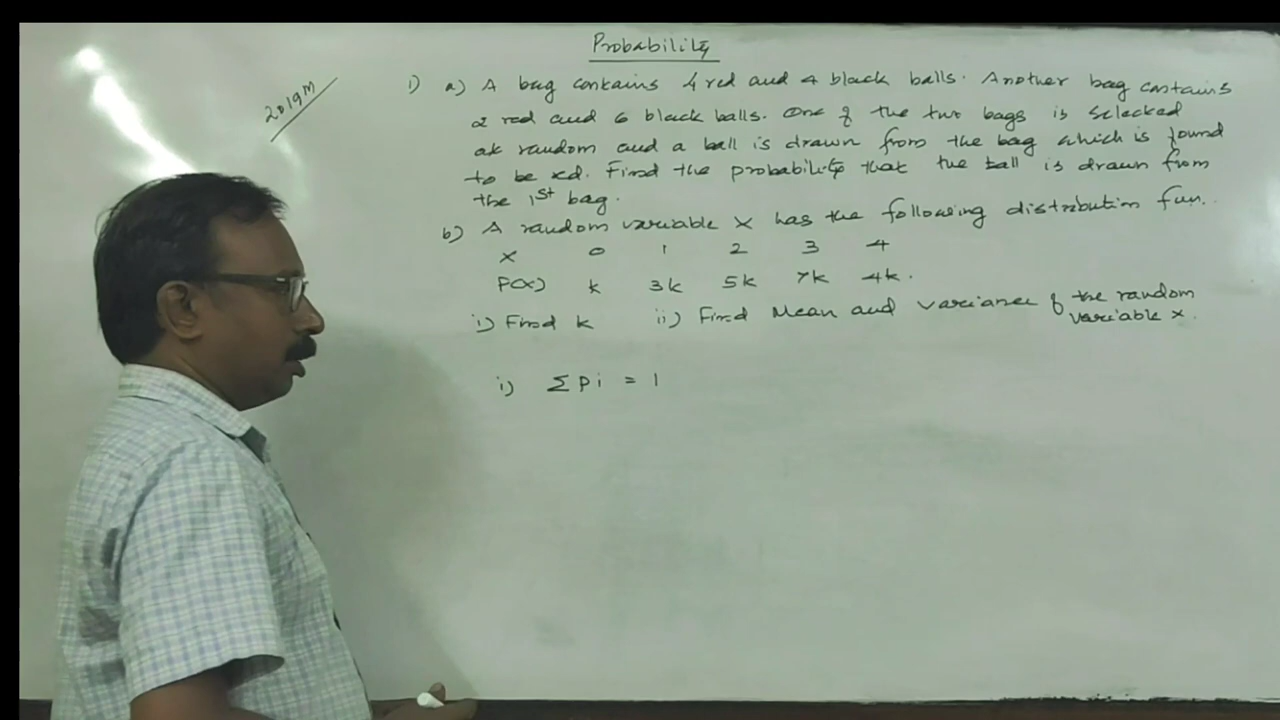 Probability
2019M
1) a) A bag contains 4 red and 4 black balls. Another bag contains
2 red and 6 black balls. One of the two bags is selected
at random and a ball is drawn from the bag which is found
to be red. Find the probability that the ball is drawn from
the 1st bag.
b) A random variable X has the following distribution fun.
X 0 1 2 3 4
P(X) k 3k 5k 7k 4k.
i) Find k ii) Find Mean and variance of the random
variable X.
i) Σ Pi = 1